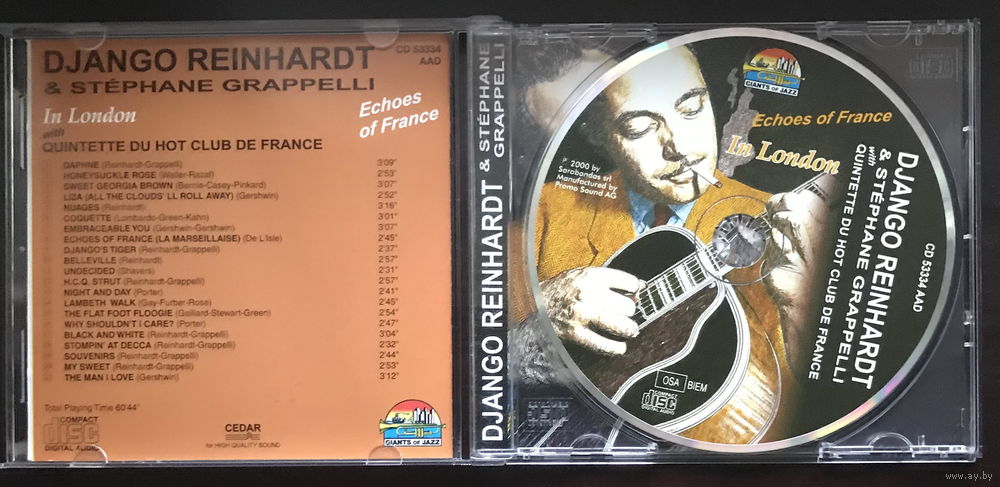 DJANGO REINHARDT
& STÉPHANE GRAPPELLI
CD 53334
AAD
In London
Echoes
of France
with
QUINTETTE DU HOT CLUB DE FRANCE
DAPHNE (Reinhardt-Grappelli) 3'09"
HONEYSUCKLE ROSE (Waller-Razaf) 2'53"
SWEET GEORGIA BROWN (Bernie-Casey-Pinkard) 3'07"
LIZA (ALL THE CLOUDS' LL ROLL AWAY) (Gershwin) 2'52"
NUAGES (Reinhardt) 3'16"
COQUETTE (Lombardo-Green-Kahn) 3'01"
EMBRACEABLE YOU (Gershwin-Gershwin) 3'07"
ECHOES OF FRANCE (LA MARSEILLAISE) (De L'Isle) 2'45"
DJANGO'S TIGER (Reinhardt-Grappelli) 2'37"
BELLEVILLE (Reinhardt) 2'57"
UNDECIDED (Shavers) 2'31"
H.C.Q. STRUT (Reinhardt-Grappelli) 2'57"
NIGHT AND DAY (Porter) 2'41"
LAMBETH WALK (Gay-Furber-Rose) 2'45"
THE FLAT FOOT FLOOGIE (Gaillard-Stewart-Green) 2'54"
WHY SHOULDN'T I CARE? (Porter) 2'47"
BLACK AND WHITE (Reinhardt-Grappelli) 3'04"
STOMPIN' AT DECCA (Reinhardt-Grappelli) 2'32"
SOUVENIRS (Reinhardt-Grappelli) 2'44"
MY SWEET (Reinhardt-Grappelli) 2'53"
THE MAN I LOVE (Gershwin) 3'12"
Total Playing Time 60'44"
COMPACT
disc
DIGITAL AUDIO
CEDAR
for HIGH QUALITY SOUND
GIANTS OF JAZZ
DJANGO REINHARDT & STÉPHANE
GRAPPELLI
GIANTS OF JAZZ
Echoes of France
In London
℗ 2000 by
Sarabandas srl
Manufactured by
Promo Sound AG
DJANGO REINHARDT
& STÉPHANE GRAPPELLI
with
QUINTETTE DU HOT CLUB DE FRANCE
CD 53334 AAD
OSA BIEM
COMPACT
disc
DIGITAL AUDIO
www.ay.by